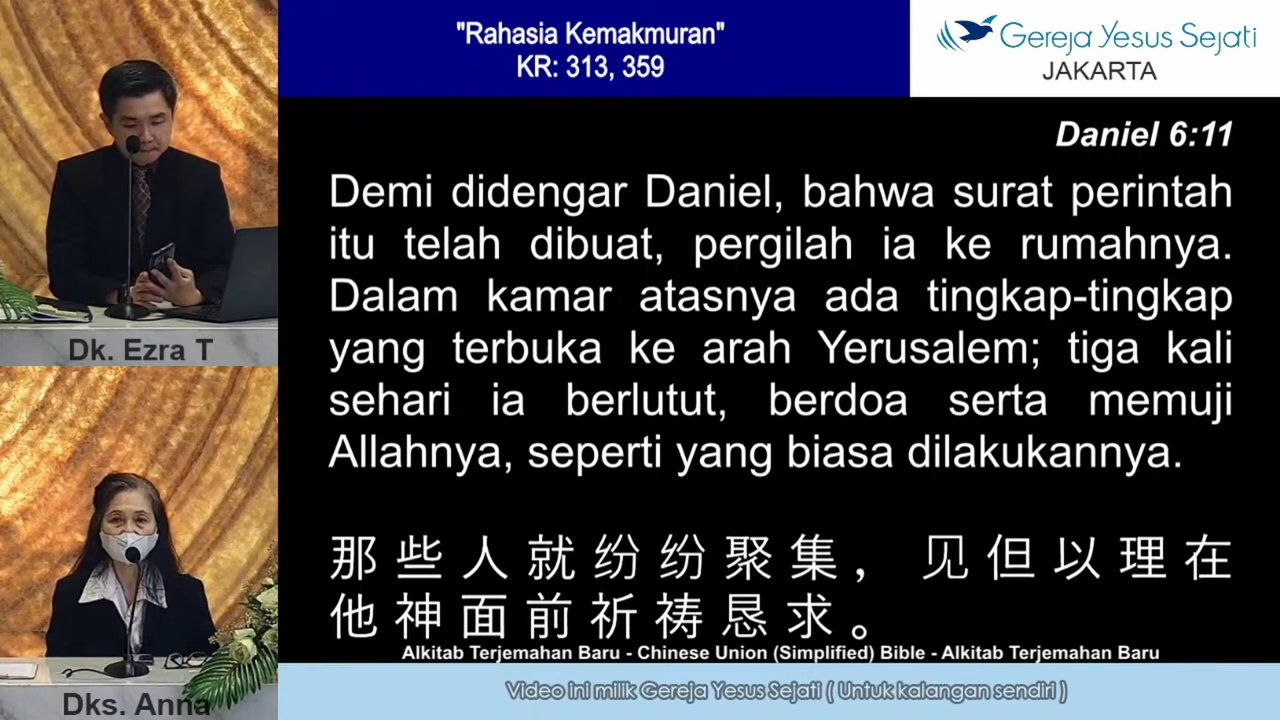 "Rahasia Kemakmuran"
KR: 313, 359
Gereja Yesus Sejati
JAKARTA
Daniel 6:11
Demi didengar Daniel, bahwa surat perintah
itu telah dibuat, pergilah ia ke rumahnya.
Dalam kamar atasnya ada tingkap-tingkap
yang terbuka ke arah Yerusalem; tiga kali
sehari ia berlutut, berdoa serta memuji
Allahnya, seperti yang biasa dilakukannya.
那些人就纷纷聚集，见但以理在
他神面前祈祷恳求。
Alkitab Terjemahan Baru - Chinese Union (Simplified) Bible - Alkitab Terjemahan Baru
Dk. Ezra T
Dks. Anna
Video ini milik Gereja Yesus Sejati ( Untuk kalangan sendiri )